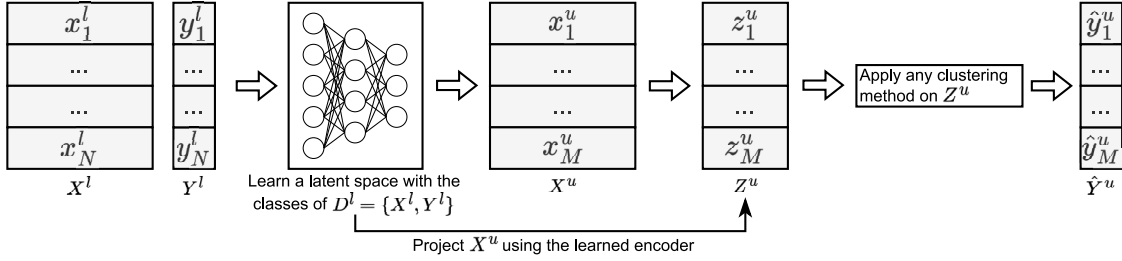 x_1^l y_1^l x_1^u z_1^u ŷ_1^u
... ... ... ... ...
Apply any clustering
method on Z^u
... ... ... ... ...
x_N^l y_N^l x_M^u z_M^u ŷ_M^u
X^l Y^l X^u Z^u Ŷ^u
Learn a latent space with the
classes of D^l = {X^l, Y^l}
Project X^u using the learned encoder